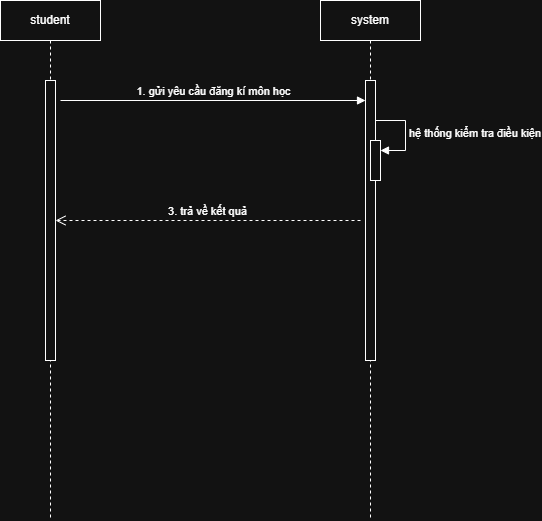 student
system
1. gửi yêu cầu đăng kí môn học
hệ thống kiểm tra điều kiện
3. trả về kết quả